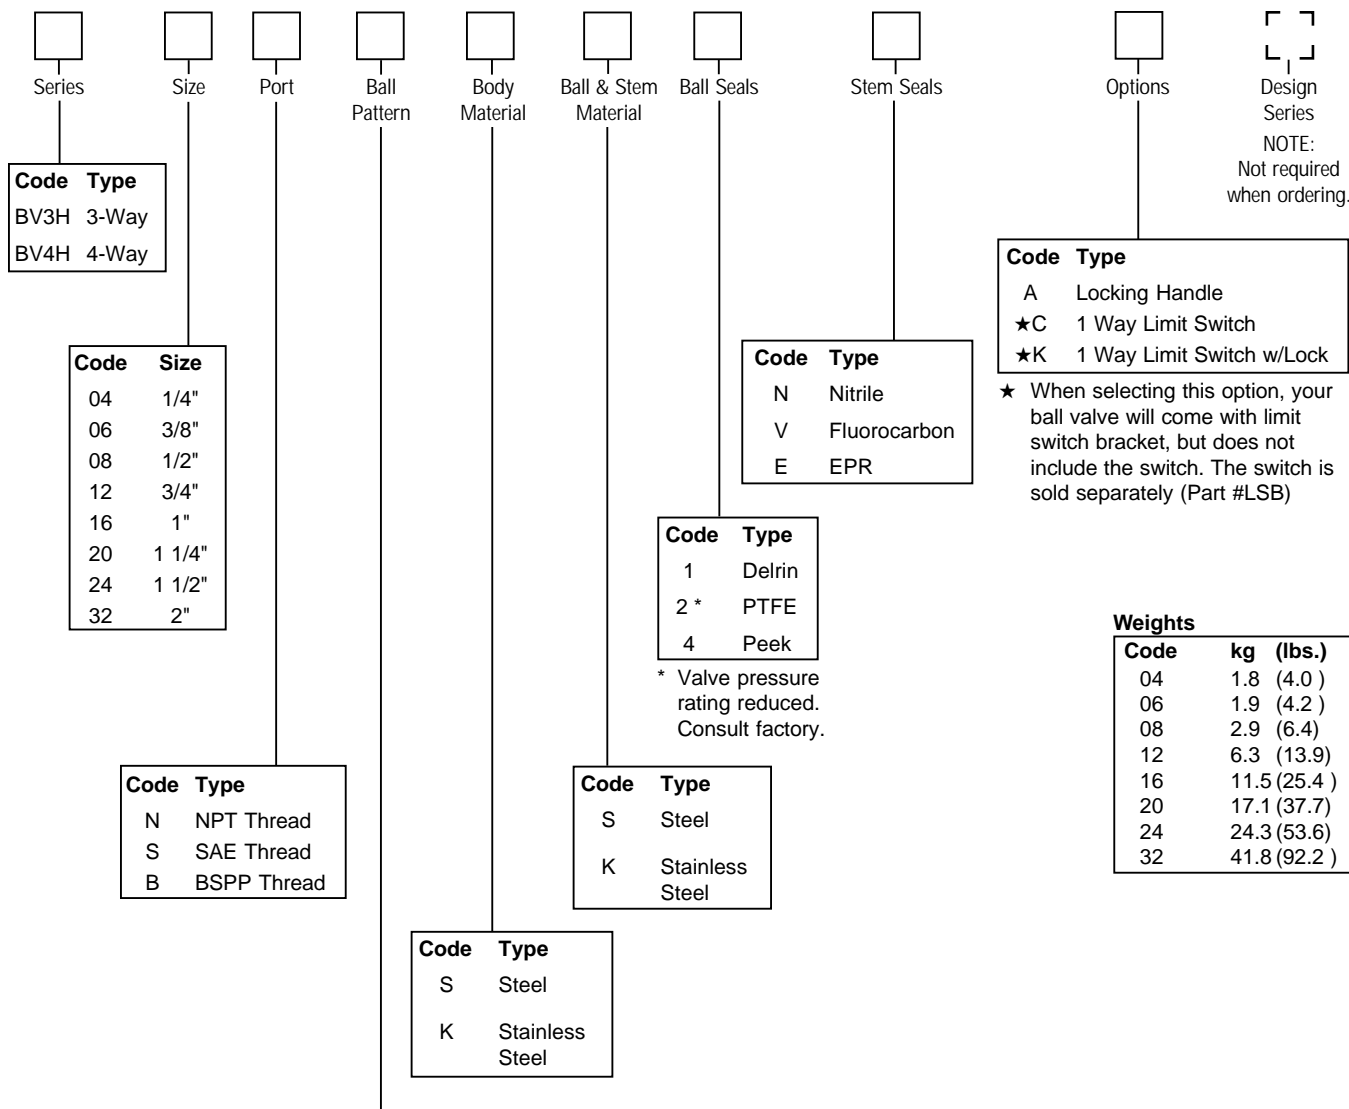 Series Size Port Ball Pattern Body Material Ball & Stem Material Ball Seals Stem Seals Options Design Series
NOTE:
Not required
when ordering.
Code Type
BV3H 3-Way
BV4H 4-Way
Code Type
A Locking Handle
★C 1 Way Limit Switch
★K 1 Way Limit Switch w/Lock
★ When selecting this option, your
ball valve will come with limit
switch bracket, but does not
include the switch. The switch is
sold separately (Part #LSB)
Code Size
04 1/4"
06 3/8"
08 1/2"
12 3/4"
16 1"
20 1 1/4"
24 1 1/2"
32 2"
Code Type
N Nitrile
V Fluorocarbon
E EPR
Code Type
1 Delrin
2 * PTFE
4 Peek
* Valve pressure
rating reduced.
Consult factory.
Weights
Code kg (lbs.)
04 1.8 (4.0 )
06 1.9 (4.2 )
08 2.9 (6.4)
12 6.3 (13.9)
16 11.5 (25.4 )
20 17.1 (37.7)
24 24.3 (53.6)
32 41.8 (92.2 )
Code Type
N NPT Thread
S SAE Thread
B BSPP Thread
Code Type
S Steel
K Stainless
Steel
Code Type
S Steel
K Stainless
Steel